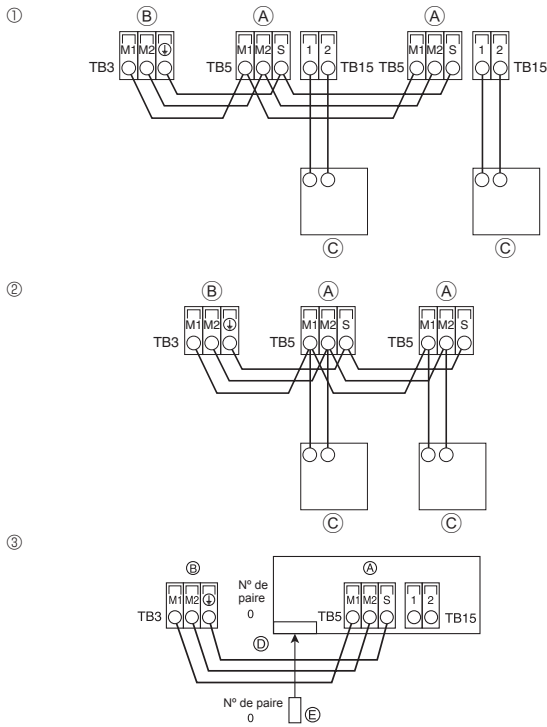 ①
Ⓑ Ⓐ Ⓐ
M1 M2 ⏚ M1 M2 S 1 2 M1 M2 S 1 2
TB3 TB5 TB15 TB5 TB15
Ⓒ Ⓒ
②
Ⓑ Ⓐ Ⓐ
M1 M2 ⏚ M1 M2 S M1 M2 S
TB3 TB5 TB5
Ⓒ Ⓒ
③
Ⓑ Ⓐ
M1 M2 ⏚ M1 M2 S 1 2
Nº de
paire
0
TB3 TB5 TB15
Ⓓ
Nº de paire
0
Ⓔ